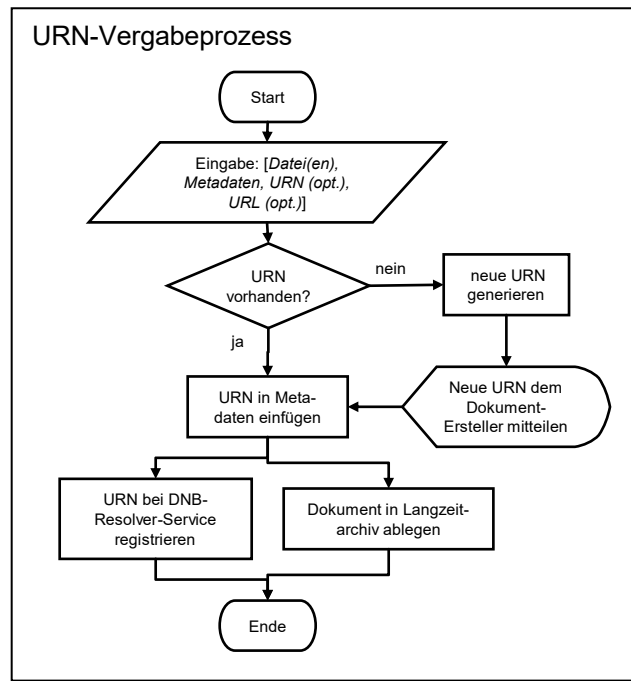 URN-Vergabeprozess
Start
Eingabe: [Datei(en),
Metadaten, URN (opt.),
URL (opt.)]
URN
vorhanden?
nein
neue URN
generieren
ja
URN in Meta-
daten einfügen
Neue URN dem
Dokument-
Ersteller mitteilen
URN bei DNB-
Resolver-Service
registrieren
Dokument in Langzeit-
archiv ablegen
Ende